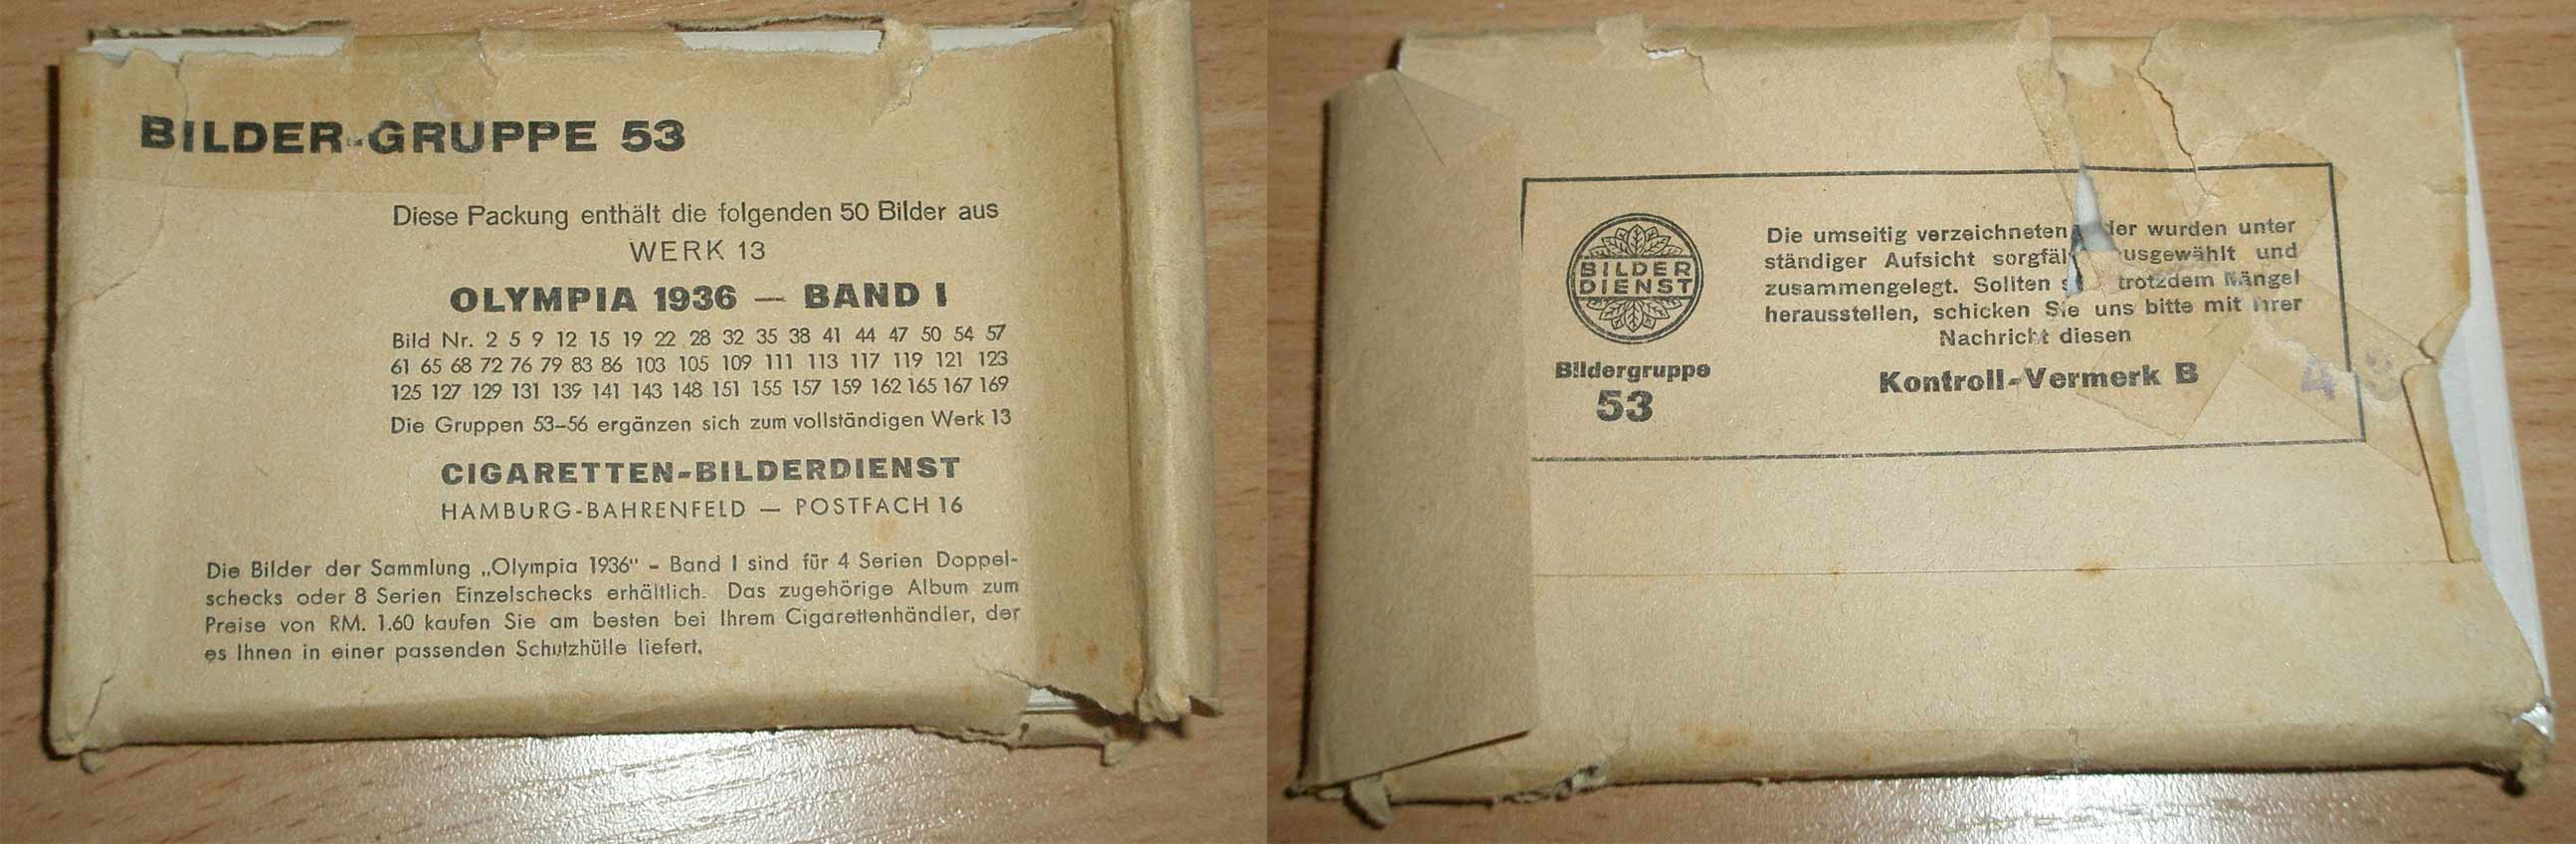 BILDER-GRUPPE 53
Diese Packung enthält die folgenden 50 Bilder aus
WERK 13
OLYMPIA 1936 — BAND I
Bild Nr. 2 5 9 12 15 19 22 28 32 35 38 41 44 47 50 54 57
61 65 68 72 76 79 83 86 103 105 109 111 113 117 119 121 123
125 127 129 131 139 141 143 148 151 155 157 159 162 165 167 169
Die Gruppen 53–56 ergänzen sich zum vollständigen Werk 13
CIGARETTEN-BILDERDIENST
HAMBURG-BAHRENFELD — POSTFACH 16
Die Bilder der Sammlung „Olympia 1936" - Band I sind für 4 Serien Doppel-
schecks oder 8 Serien Einzelschecks erhältlich. Das zugehörige Album zum
Preise von RM. 1.60 kaufen Sie am besten bei Ihrem Cigarettenhändler, der
es Ihnen in einer passenden Schutzhülle liefert.
BILDER
DIENST
Bildergruppe
53
Die umseitig verzeichneten wurden unter
ständiger Aufsicht und
zusammengelegt. Sollten trotzdem Mängel
herausstellen, schicken Sie uns bitte mit Ihrer
Nachricht diesen
Kontroll-Vermerk B